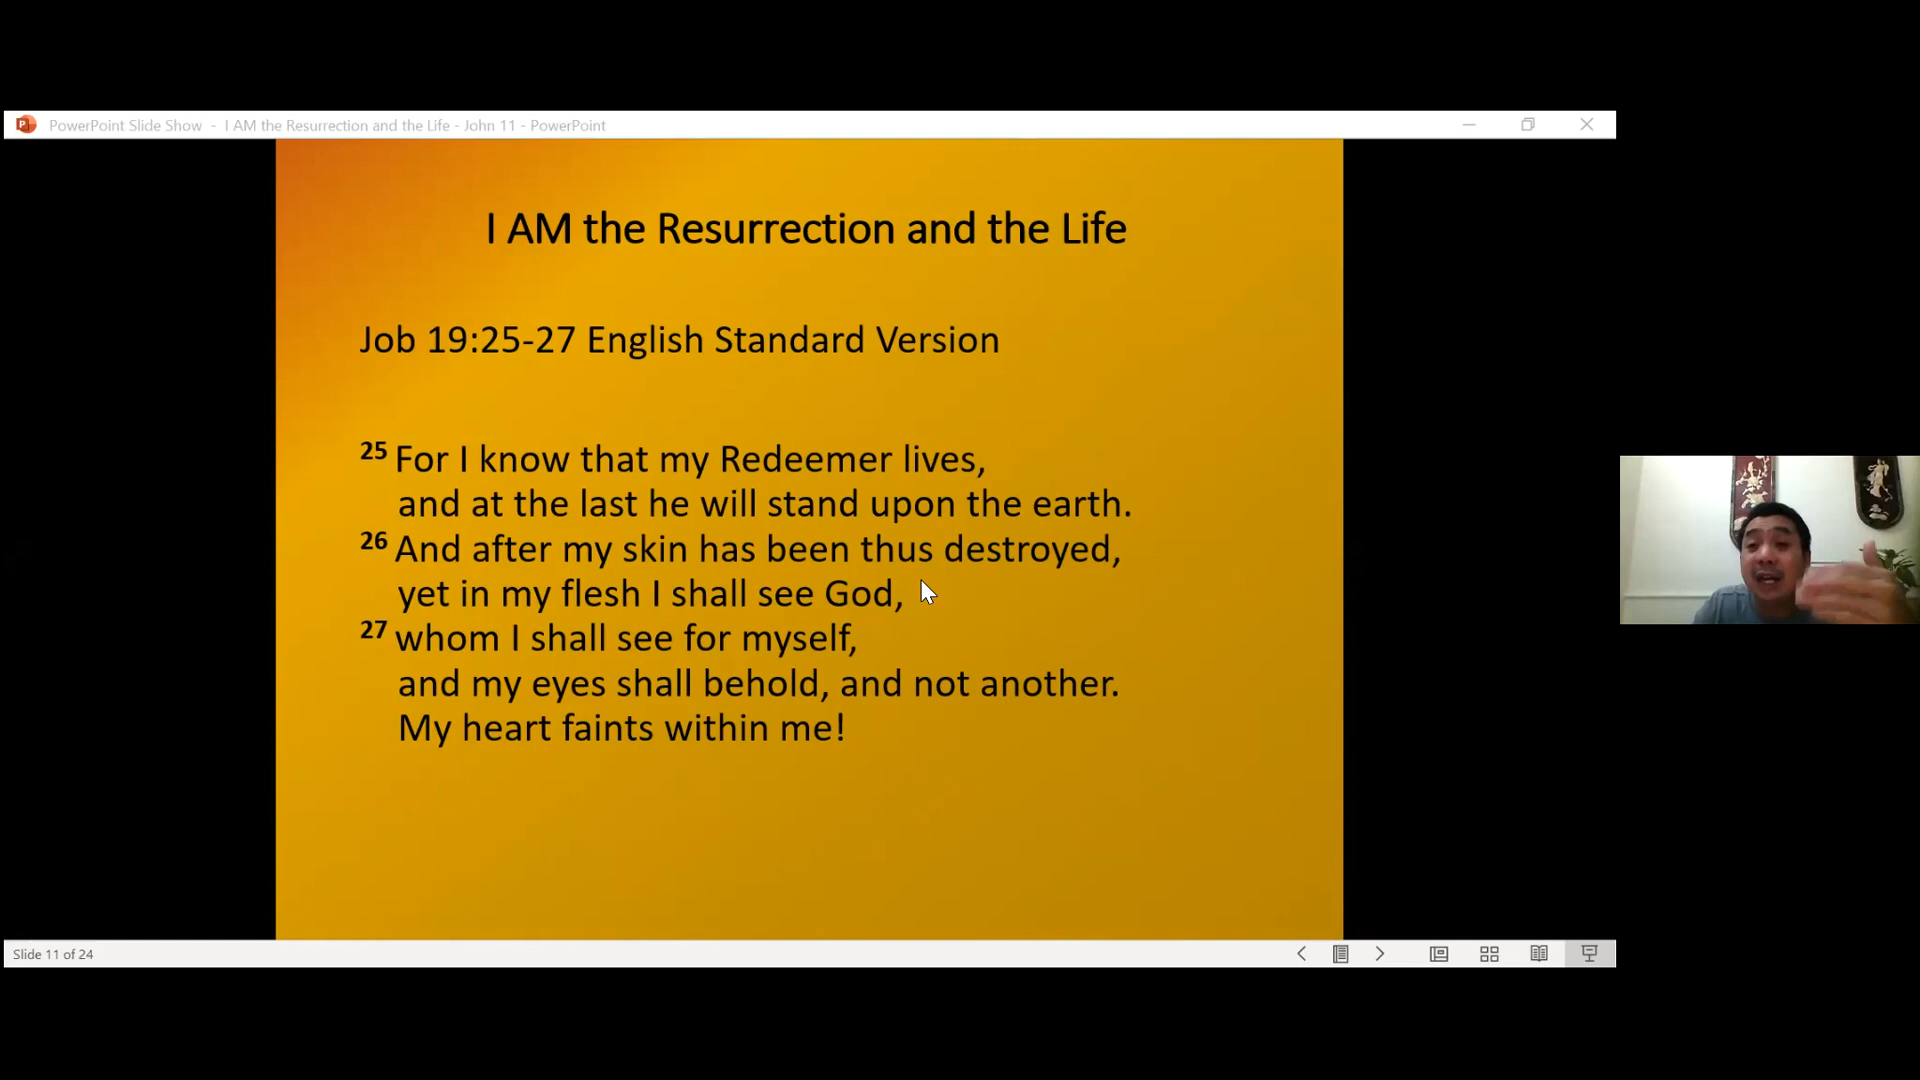 PowerPoint Slide Show - I AM the Resurrection and the Life - John 11 - PowerPoint
I AM the Resurrection and the Life
Job 19:25-27 English Standard Version
25 For I know that my Redeemer lives,
and at the last he will stand upon the earth.
26 And after my skin has been thus destroyed,
yet in my flesh I shall see God,
27 whom I shall see for myself,
and my eyes shall behold, and not another.
My heart faints within me!
Slide 11 of 24